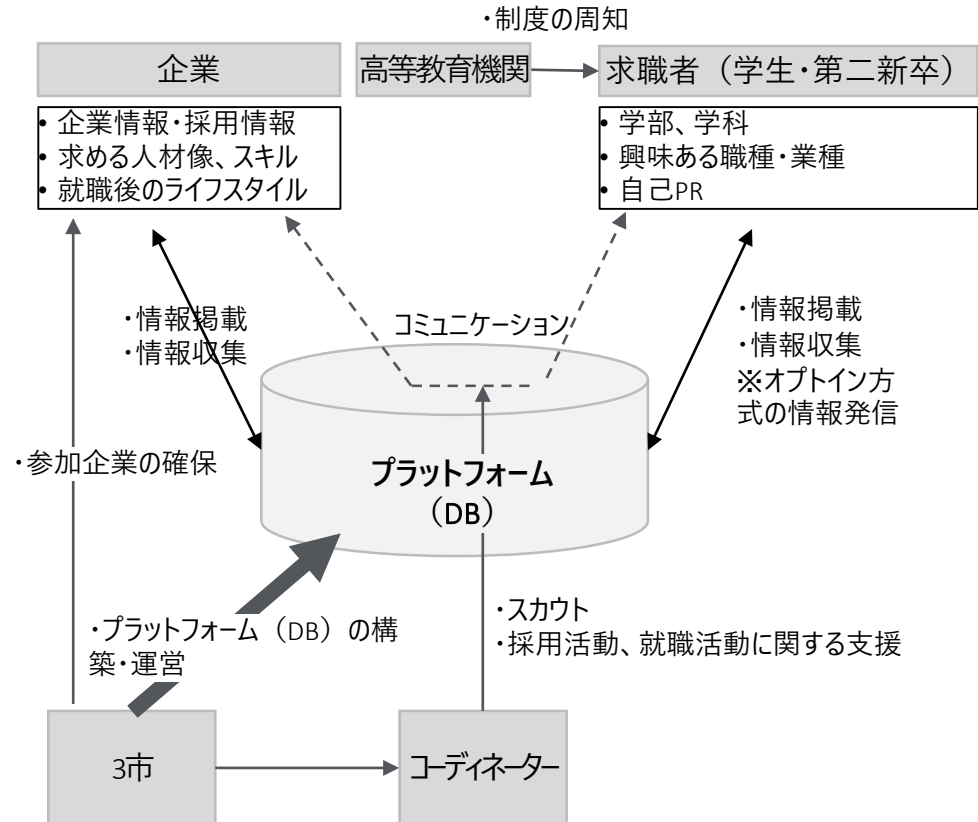 ・制度の周知
企業
高等教育機関
求職者（学生・第二新卒）
• 企業情報・採用情報
• 求める人材像、スキル
• 就職後のライフスタイル
• 学部、学科
• 興味ある職種・業種
• 自己PR
・情報掲載
・情報収集
コミュニケーション
・情報掲載
・情報収集
※オプトイン方
式の情報発信
・参加企業の確保
プラットフォーム
（DB）
・プラットフォーム（DB）の構
築・運営
・スカウト
・採用活動、就職活動に関する支援
3市
コーディネーター